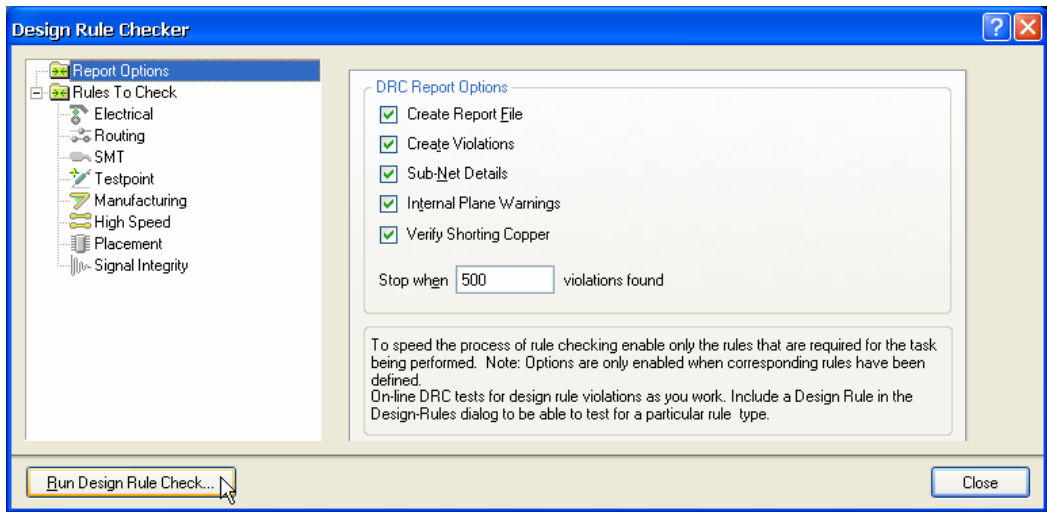 Design Rule Checker
Report Options
Rules To Check
Electrical
Routing
SMT
Testpoint
Manufacturing
High Speed
Placement
Signal Integrity
DRC Report Options
Create Report File
Create Violations
Sub-Net Details
Internal Plane Warnings
Verify Shorting Copper
Stop when 500 violations found
To speed the process of rule checking enable only the rules that are required for the task
being performed. Note: Options are only enabled when corresponding rules have been
defined.
On-line DRC tests for design rule violations as you work. Include a Design Rule in the
Design-Rules dialog to be able to test for a particular rule type.
Run Design Rule Check...
Close